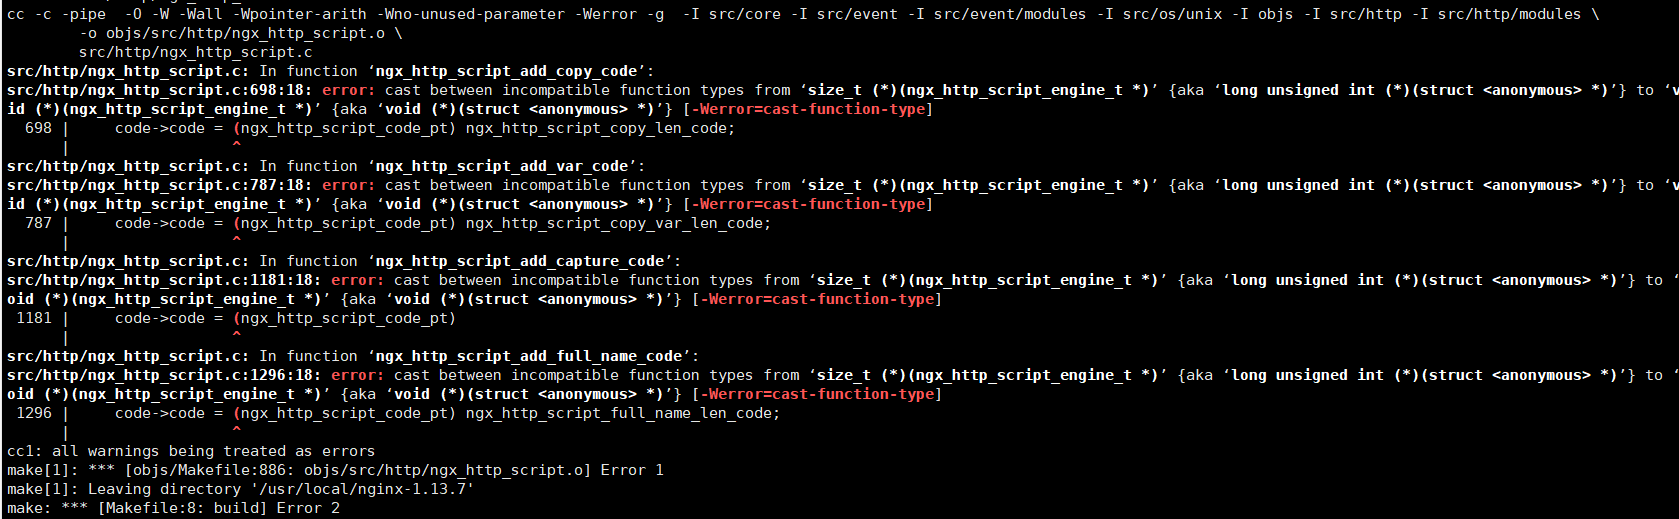 cc -c -pipe  -O -W -Wall -Wpointer-arith -Wno-unused-parameter -Werror -g  -I src/core -I src/event -I src/event/modules -I src/os/unix -I objs -I src/http -I src/http/modules \
        -o objs/src/http/ngx_http_script.o \
        src/http/ngx_http_script.c
src/http/ngx_http_script.c: In function ‘ngx_http_script_add_copy_code’:
src/http/ngx_http_script.c:698:18: error: cast between incompatible function types from ‘size_t (*)(ngx_http_script_engine_t *)’ {aka ‘long unsigned int (*)(struct <anonymous> *)’} to ‘v
id (*)(ngx_http_script_engine_t *)’ {aka ‘void (*)(struct <anonymous> *)’} [-Werror=cast-function-type]
  698 |     code->code = (ngx_http_script_code_pt) ngx_http_script_copy_len_code;
      |                  ^
src/http/ngx_http_script.c: In function ‘ngx_http_script_add_var_code’:
src/http/ngx_http_script.c:787:18: error: cast between incompatible function types from ‘size_t (*)(ngx_http_script_engine_t *)’ {aka ‘long unsigned int (*)(struct <anonymous> *)’} to ‘v
id (*)(ngx_http_script_engine_t *)’ {aka ‘void (*)(struct <anonymous> *)’} [-Werror=cast-function-type]
  787 |     code->code = (ngx_http_script_code_pt) ngx_http_script_copy_var_len_code;
      |                  ^
src/http/ngx_http_script.c: In function ‘ngx_http_script_add_capture_code’:
src/http/ngx_http_script.c:1181:18: error: cast between incompatible function types from ‘size_t (*)(ngx_http_script_engine_t *)’ {aka ‘long unsigned int (*)(struct <anonymous> *)’} to ‘
oid (*)(ngx_http_script_engine_t *)’ {aka ‘void (*)(struct <anonymous> *)’} [-Werror=cast-function-type]
 1181 |     code->code = (ngx_http_script_code_pt)
      |                  ^
src/http/ngx_http_script.c: In function ‘ngx_http_script_add_full_name_code’:
src/http/ngx_http_script.c:1296:18: error: cast between incompatible function types from ‘size_t (*)(ngx_http_script_engine_t *)’ {aka ‘long unsigned int (*)(struct <anonymous> *)’} to ‘
oid (*)(ngx_http_script_engine_t *)’ {aka ‘void (*)(struct <anonymous> *)’} [-Werror=cast-function-type]
 1296 |     code->code = (ngx_http_script_code_pt) ngx_http_script_full_name_len_code;
      |                  ^
cc1: all warnings being treated as errors
make[1]: *** [objs/Makefile:886: objs/src/http/ngx_http_script.o] Error 1
make[1]: Leaving directory '/usr/local/nginx-1.13.7'
make: *** [Makefile:8: build] Error 2